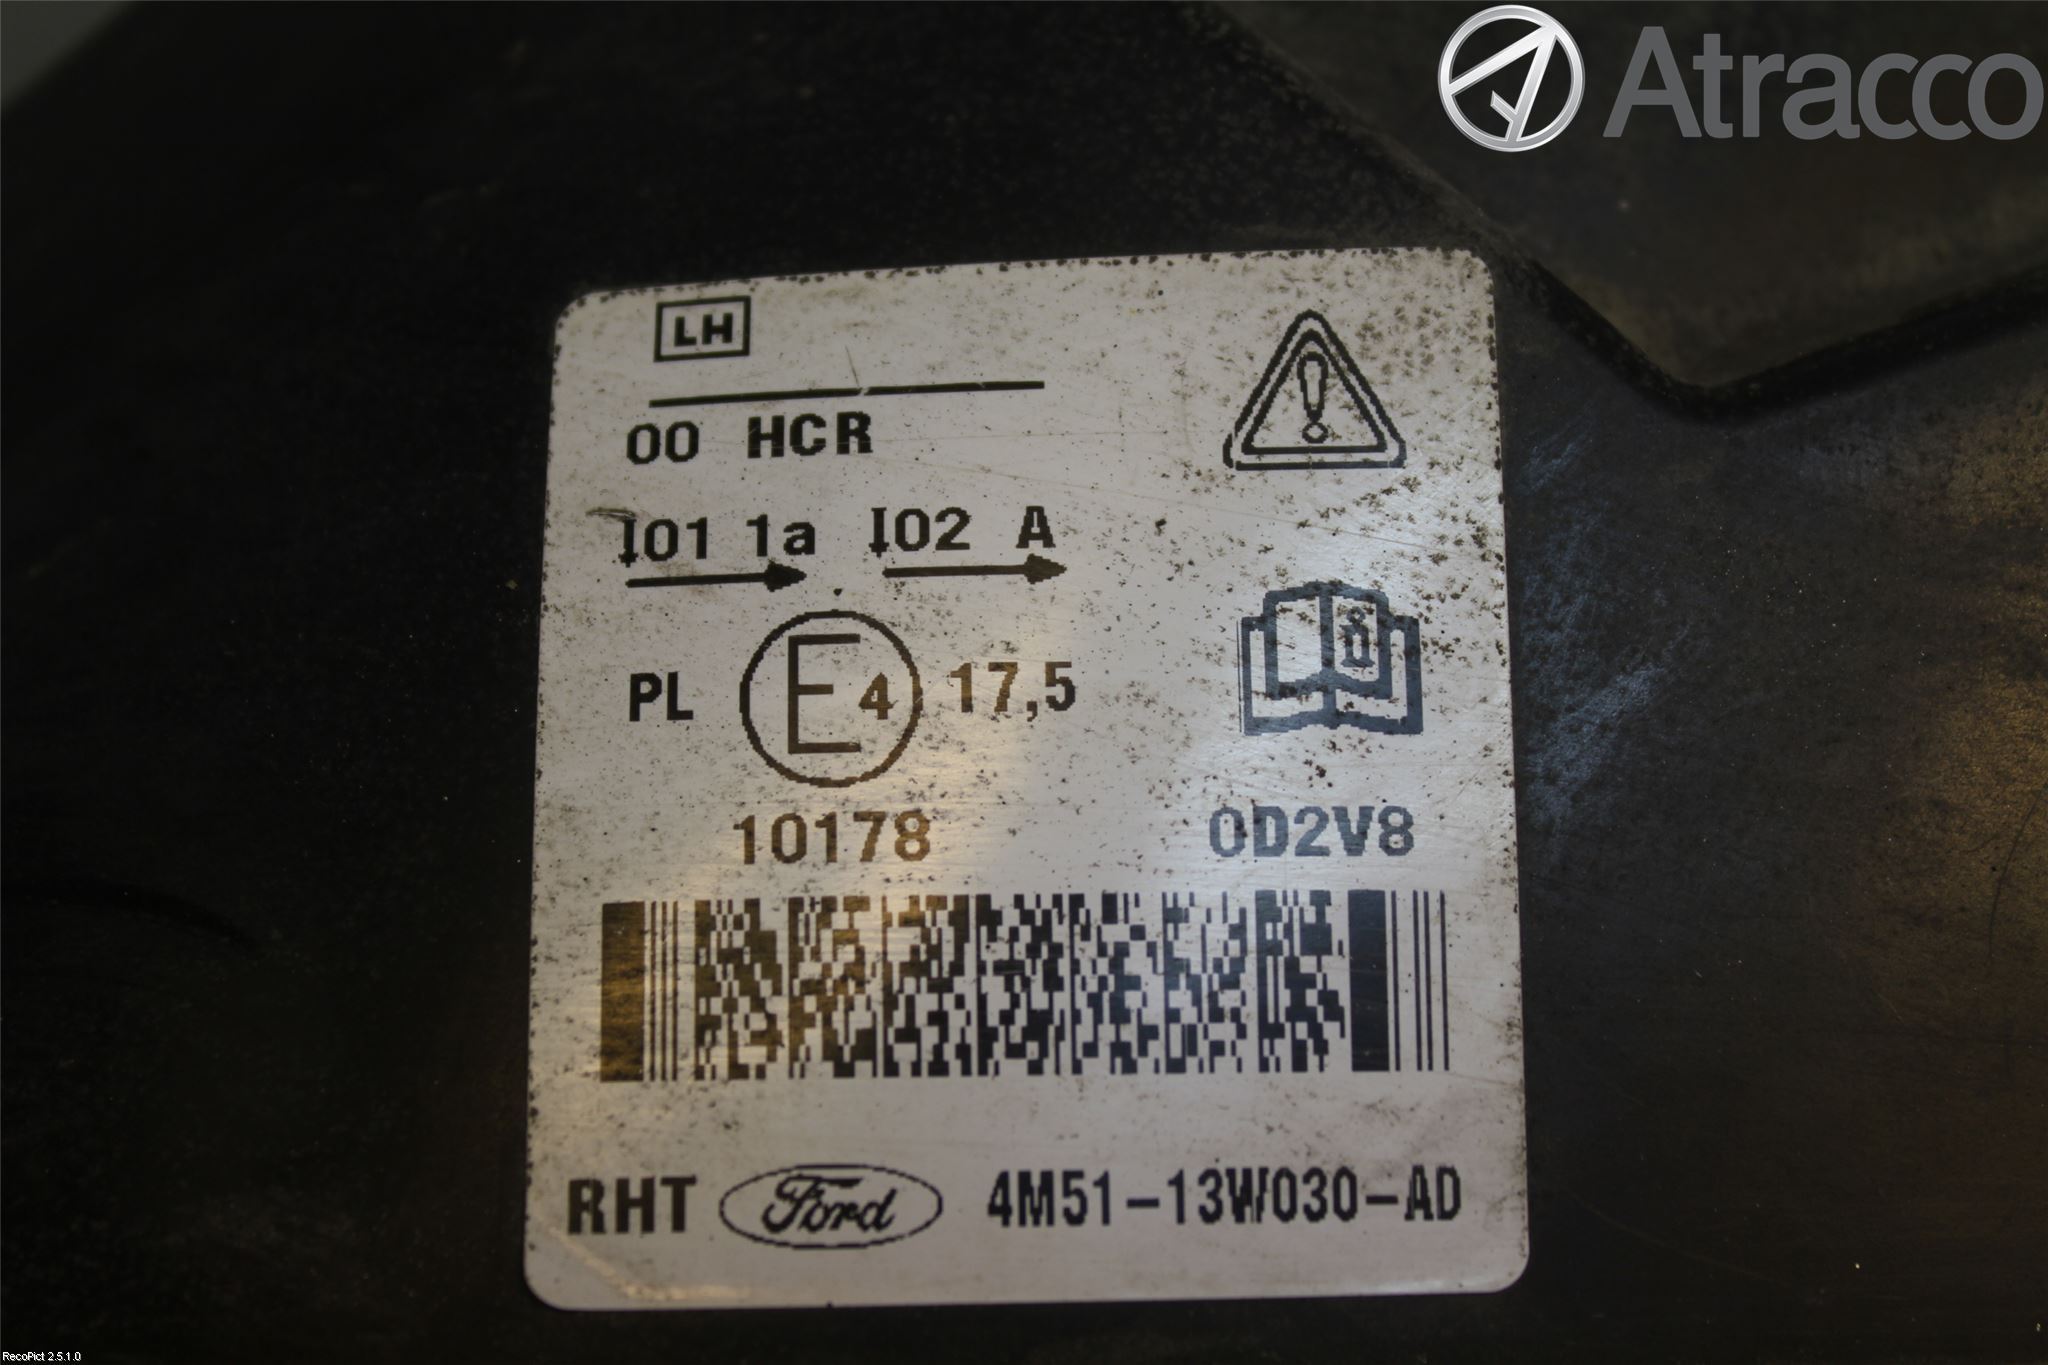 Atracco
LH
00 HCR
I01 1a I02 A
PL E4 17,5
10178 0D2V8
RHT Ford 4M51-13W030-AD
RecoPict 2.5.1.0